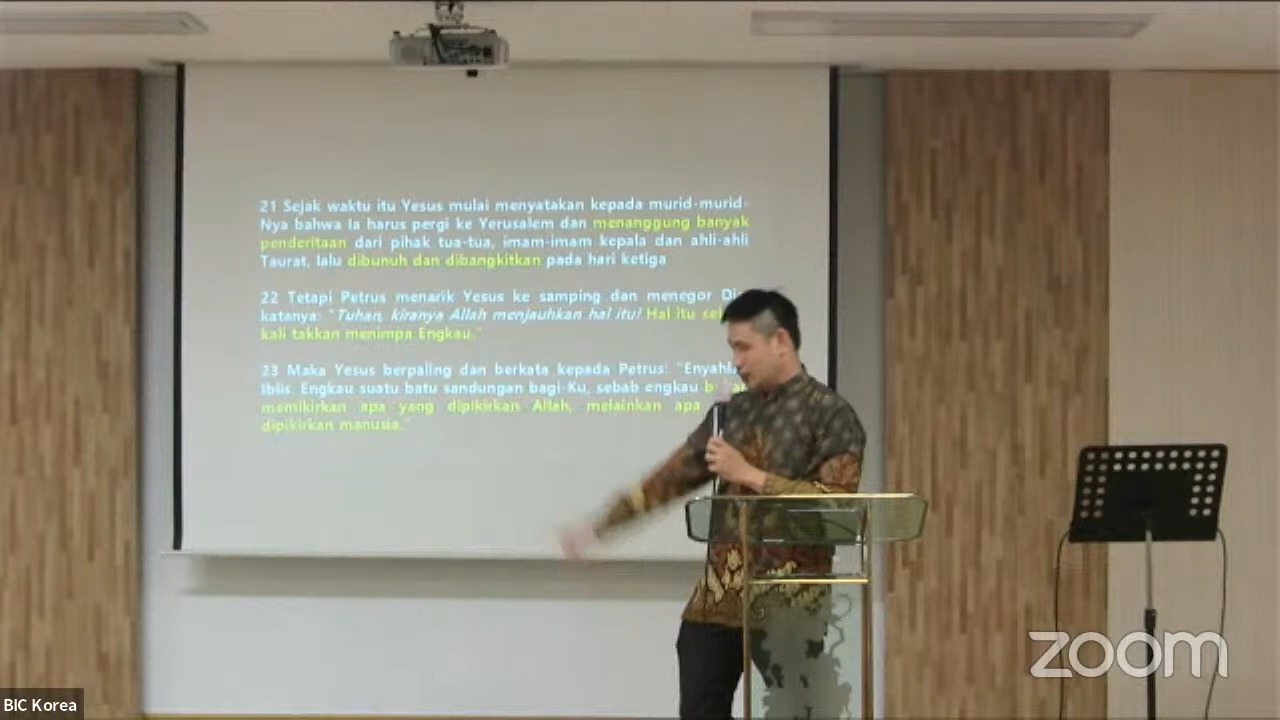 21 Sejak waktu itu Yesus mulai menyatakan kepada murid-murid-
Nya bahwa Ia harus pergi ke Yerusalem dan menanggung banyak
penderitaan dari pihak tua-tua, imam-imam kepala dan ahli-ahli
Taurat, lalu dibunuh dan dibangkitkan pada hari ketiga
22 Tetapi Petrus menarik Yesus ke samping dan menegor
katanya: "Tuhan, kiranya Allah menjauhkan hal itu! Hal itu
kali takkan menimpa Engkau."
23 Maka Yesus berpaling dan berkata kepada Petrus:
Iblis. Engkau suatu batu sandungan bagi-Ku, sebab engkau
memikirkan apa yang dipikirkan Allah, melainkan apa
dipikirkan manusia."
zoom
BIC Korea